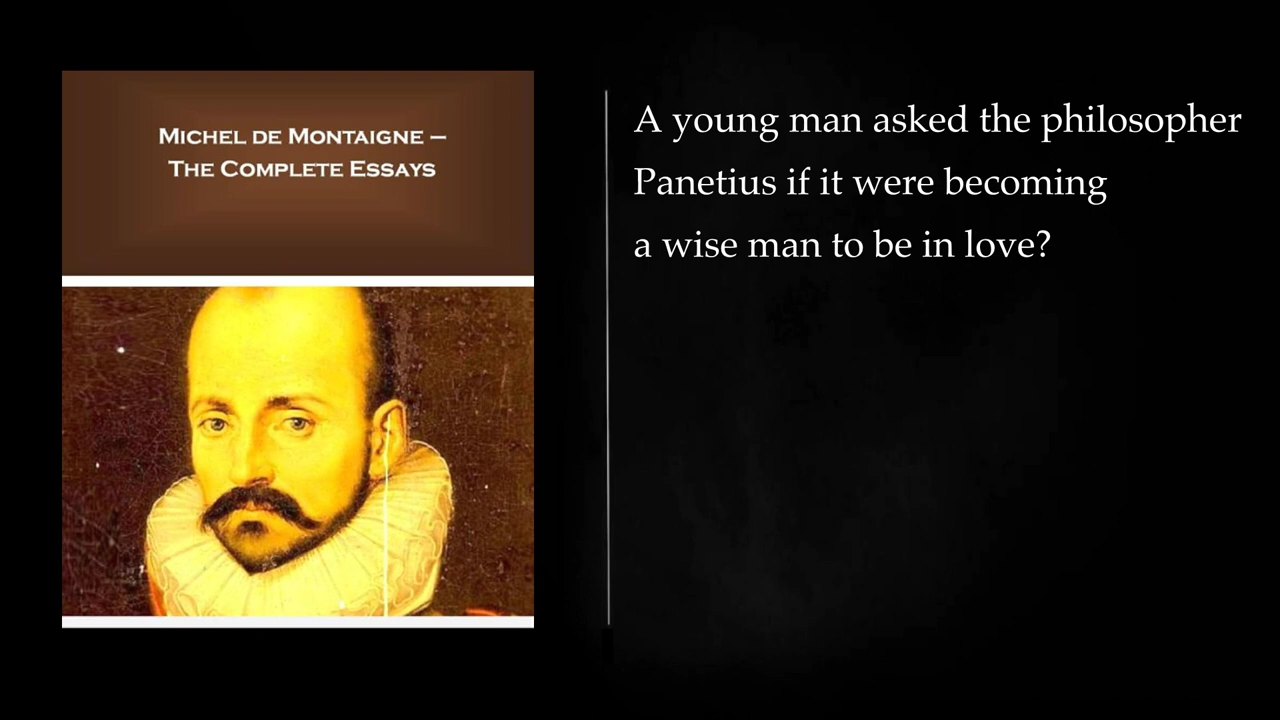 MICHEL DE MONTAIGNE –
THE COMPLETE ESSAYS
A young man asked the philosopher
Panetius if it were becoming
a wise man to be in love?